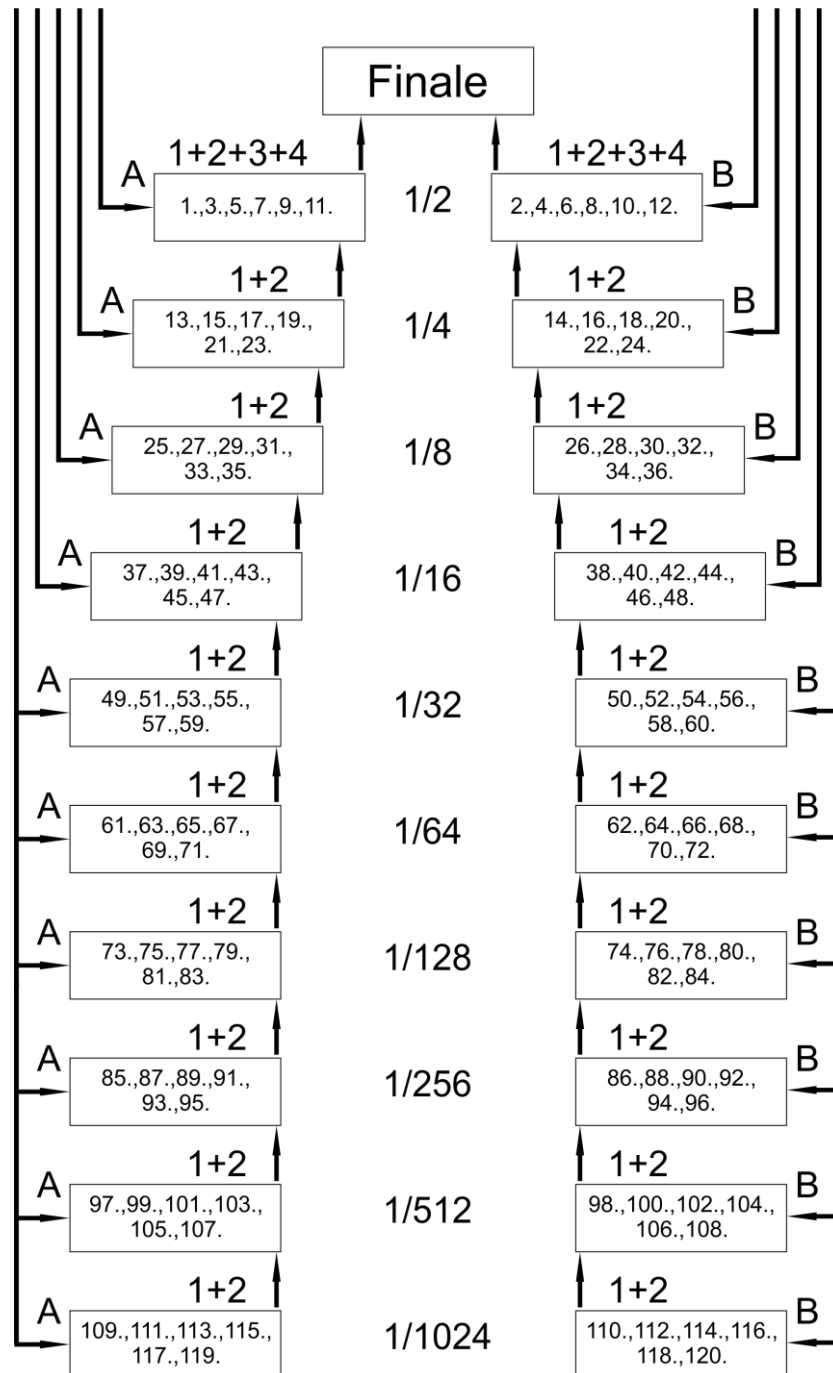 Finale
1+2+3+4 1+2+3+4
A B
1.,3.,5.,7.,9.,11. 1/2 2.,4.,6.,8.,10.,12.
1+2 1+2
A B
13.,15.,17.,19., 1/4 14.,16.,18.,20.,
21.,23. 22.,24.
1+2 1+2
A B
25.,27.,29.,31., 1/8 26.,28.,30.,32.,
33.,35. 34.,36.
1+2 1+2
A B
37.,39.,41.,43., 1/16 38.,40.,42.,44.,
45.,47. 46.,48.
1+2 1+2
A B
49.,51.,53.,55., 1/32 50.,52.,54.,56.,
57.,59. 58.,60.
1+2 1+2
A B
61.,63.,65.,67., 1/64 62.,64.,66.,68.,
69.,71. 70.,72.
1+2 1+2
A B
73.,75.,77.,79., 1/128 74.,76.,78.,80.,
81.,83. 82.,84.
1+2 1+2
A B
85.,87.,89.,91., 1/256 86.,88.,90.,92.,
93.,95. 94.,96.
1+2 1+2
A B
97.,99.,101.,103., 1/512 98.,100.,102.,104.,
105.,107. 106.,108.
1+2 1+2
A B
109.,111.,113.,115., 1/1024 110.,112.,114.,116.,
117.,119. 118.,120.